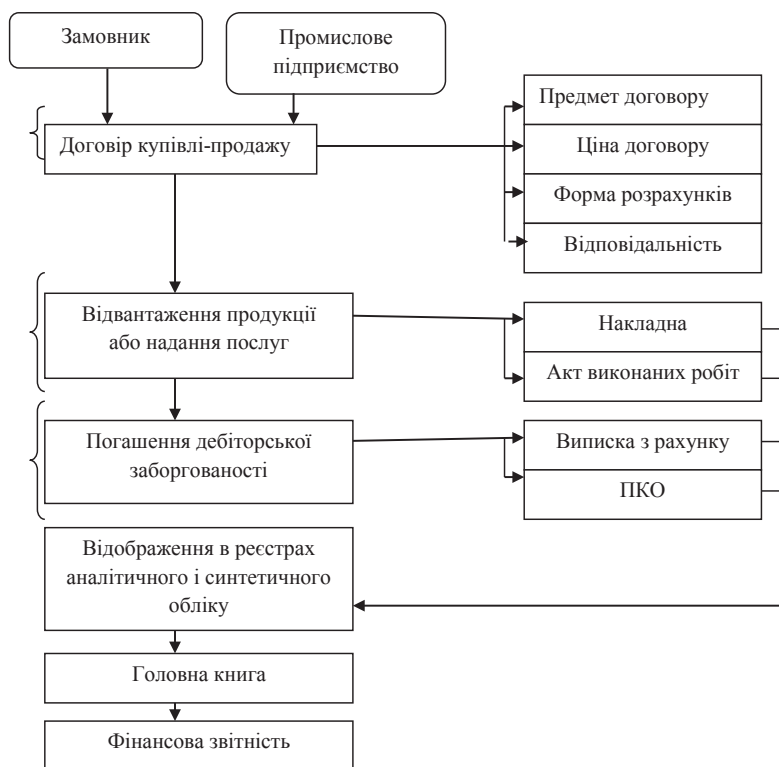 Замовник
Промислове
підприємство
Договір купівлі-продажу
Предмет договору
Ціна договору
Форма розрахунків
Відповідальність
Відвантаження продукції
або надання послуг
Накладна
Акт виконаних робіт
Погашення дебіторської
заборгованості
Виписка з рахунку
ПКО
Відображення в реєстрах
аналітичного і синтетичного
обліку
Головна книга
Фінансова звітність